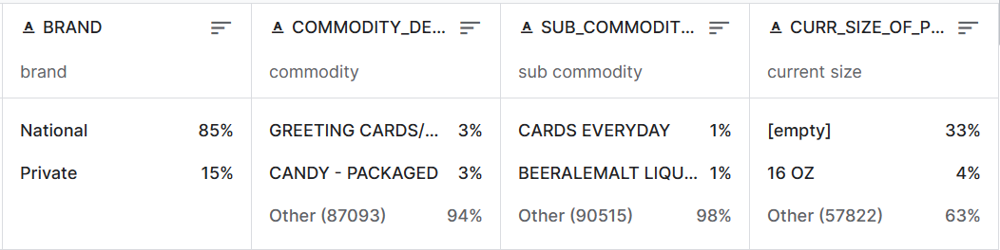 A BRAND
A COMMODITY_DE...
A SUB_COMMODIT...
A CURR_SIZE_OF_P...
brand
commodity
sub commodity
current size
National 85%
GREETING CARDS/... 3%
CARDS EVERYDAY 1%
[empty] 33%
Private 15%
CANDY - PACKAGED 3%
BEERALEMALT LIQU... 1%
16 OZ 4%
Other (87093) 94%
Other (90515) 98%
Other (57822) 63%